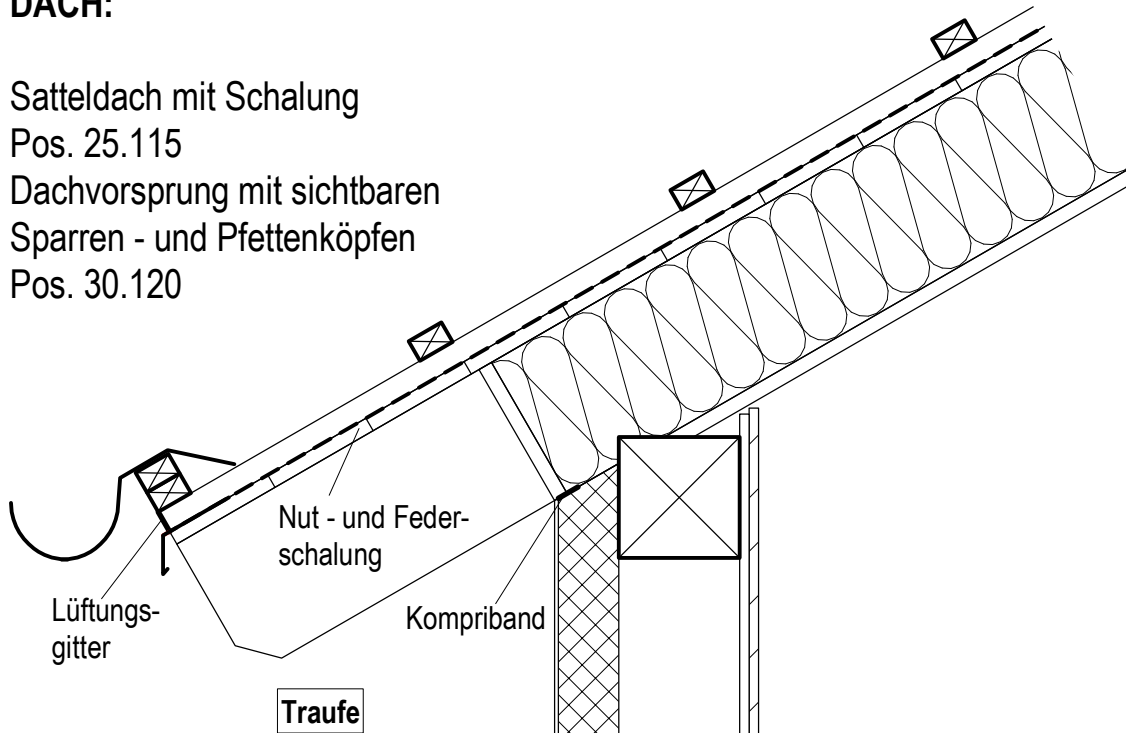 DACH:
Satteldach mit Schalung
Pos. 25.115
Dachvorsprung mit sichtbaren
Sparren - und Pfettenköpfen
Pos. 30.120
Nut - und Feder-
schalung
Lüftungs-
gitter
Kompriband
Traufe